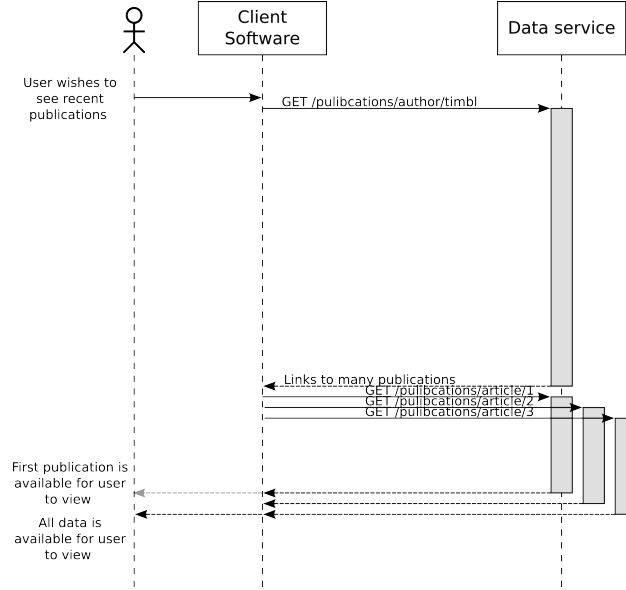 Client
Software
Data service
User wishes to
see recent
publications
GET /pulibcations/author/timbl
Links to many publications
GET /pulibcations/article/1
GET /pulibcations/article/2
GET /pulibcations/article/3
First publication is
available for user
to view
All data is
available for user
to view